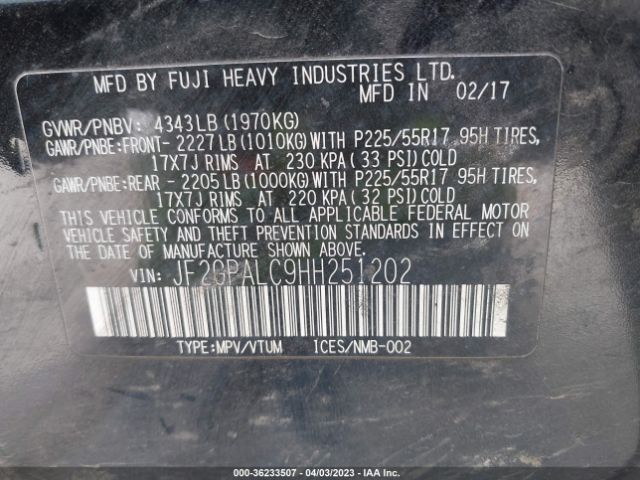 MFD BY FUJI HEAVY INDUSTRIES LTD.
MFD IN 02/17
GVWR/PNBV: 4343LB(1970KG)
GAWR/PNBE:FRONT- 2227LB(1010KG)WITH P225/55R17 95H TIRES,
17X7J RIMS AT 230 KPA(33 PSI)COLD
GAWR/PNBE:REAR - 2205LB(1000KG)WITH P225/55R17 95H TIRES,
17X7J RIMS AT 220 KPA(32 PSI)COLD
THIS VEHICLE CONFORMS TO ALL APPLICABLE FEDERAL MOTOR
VEHICLE SAFETY AND THEFT PREVENTION STANDARDS IN EFFECT ON
THE DATE OF MANUFACTURE SHOWN ABOVE.
VIN: JF2GPALC9HH251202
TYPE:MPV/VTUM ICES/NMB-002
000-36233507 - 04/03/2023 - IAA Inc.